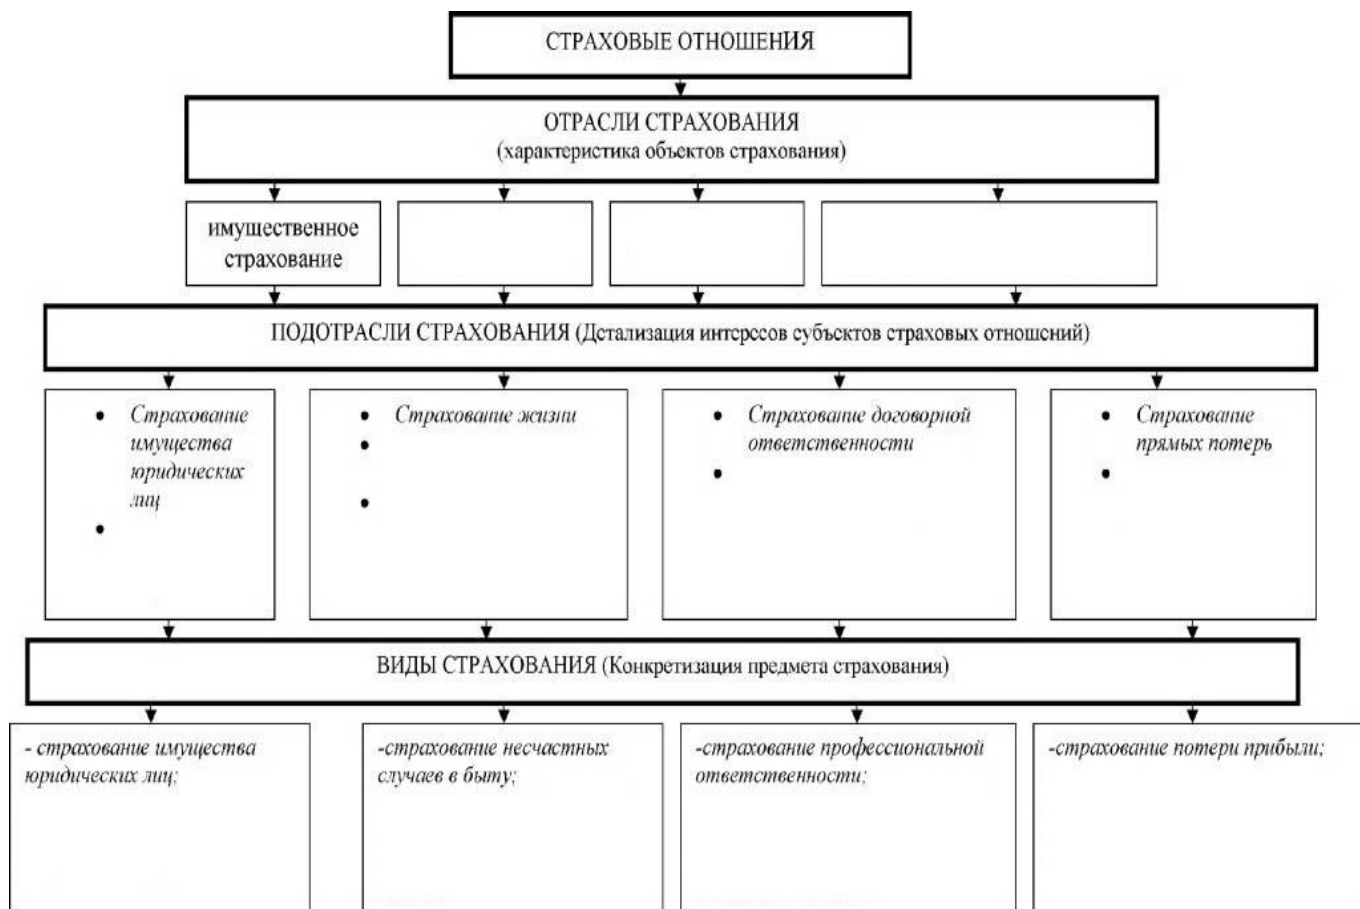 СТРАХОВЫЕ ОТНОШЕНИЯ
ОТРАСЛИ СТРАХОВАНИЯ
(характеристика объектов страхования)
имущественное
страхование
ПОДОТРАСЛИ СТРАХОВАНИЯ (Детализация интересов субъектов страховых отношений)
• Страхование
имущества
юридических
лиц
•
• Страхование жизни
•
•
• Страхование договорной
ответственности
•
• Страхование
прямых потерь
•
ВИДЫ СТРАХОВАНИЯ (Конкретизация предмета страхования)
- страхование имущества
юридических лиц;
-страхование несчастных
случаев в быту;
-страхование профессиональной
ответственности;
-страхование потери прибыли;